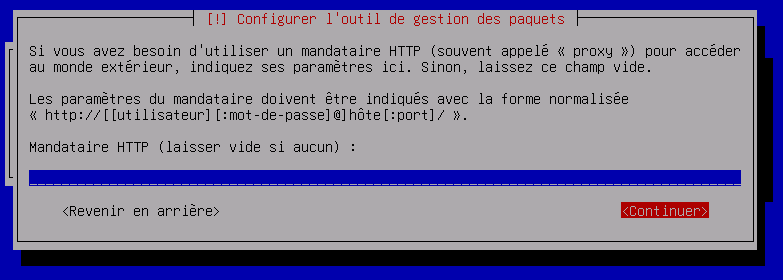 [!] Configurer l'outil de gestion des paquets
Si vous avez besoin d'utiliser un mandataire HTTP (souvent appelé « proxy ») pour accéder
au monde extérieur, indiquez ses paramètres ici. Sinon, laissez ce champ vide.
Les paramètres du mandataire doivent être indiqués avec la forme normalisée
« http://[[utilisateur][:mot-de-passe]@]hôte[:port]/ ».
Mandataire HTTP (laisser vide si aucun) :
<Revenir en arrière>
<Continuer>